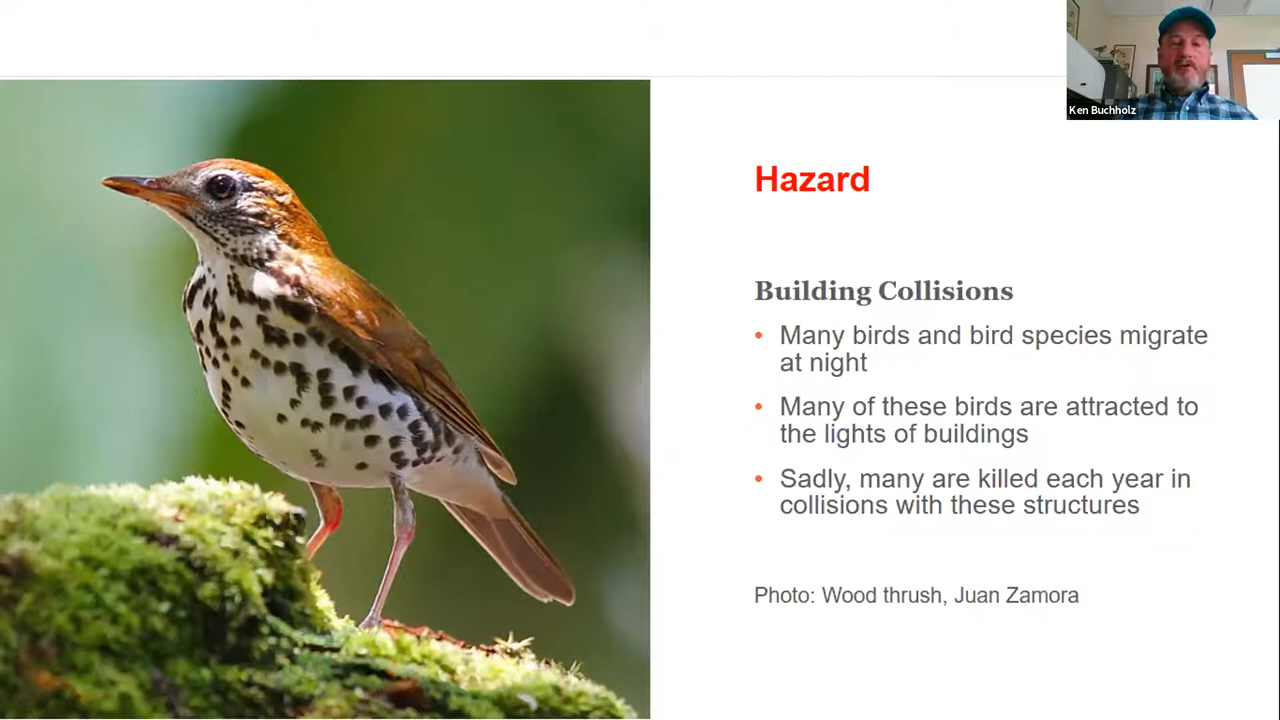 Ken Buchholz
Hazard
Building Collisions
• Many birds and bird species migrate
at night
• Many of these birds are attracted to
the lights of buildings
• Sadly, many are killed each year in
collisions with these structures
Photo: Wood thrush, Juan Zamora